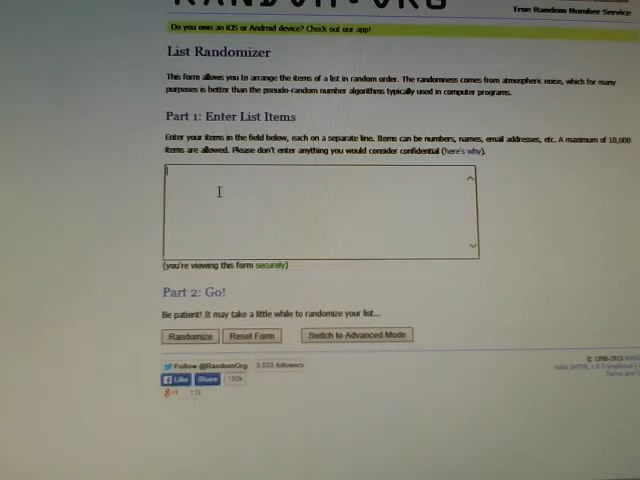 RANDOM.ORG
True Random Number Service
Do you own an iOS or Android device? Check out our app!
List Randomizer
This form allows you to arrange the items of a list in random order. The randomness comes from atmospheric noise, which for many
purposes is better than the pseudo-random number algorithms typically used in computer programs.
Part 1: Enter List Items
Enter your items in the field below, each on a separate line. Items can be numbers, names, email addresses, etc. A maximum of 10,000
items are allowed. Please don't enter anything you would consider confidential (here's why).
(you're viewing this form securely)
Part 2: Go!
Be patient! It may take a little while to randomize your list...
Randomize Reset Form Switch to Advanced Mode
Follow @RandomOrg
followers
Like Share
Terms and